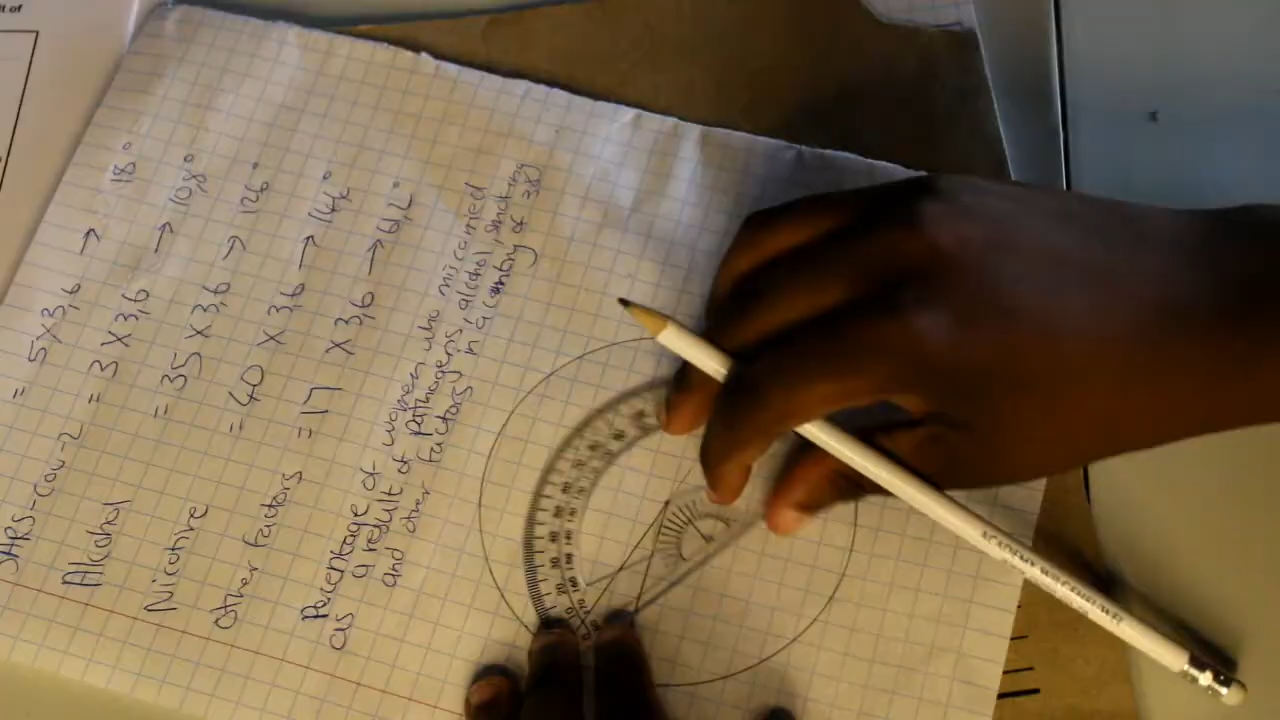 = 5 x 3,6 → 18°
SARS-Cov-2 = 3 x 3,6 → 10,8°
Alcohol = 35 x 3,6 → 126°
Nicotine = 40 x 3,6 → 144°
Other factors = 17 x 3,6 → 61,2°
Percentage of women who miscarried
as a result of pathogens, alcohol, smoking
and other factors in a country of 38